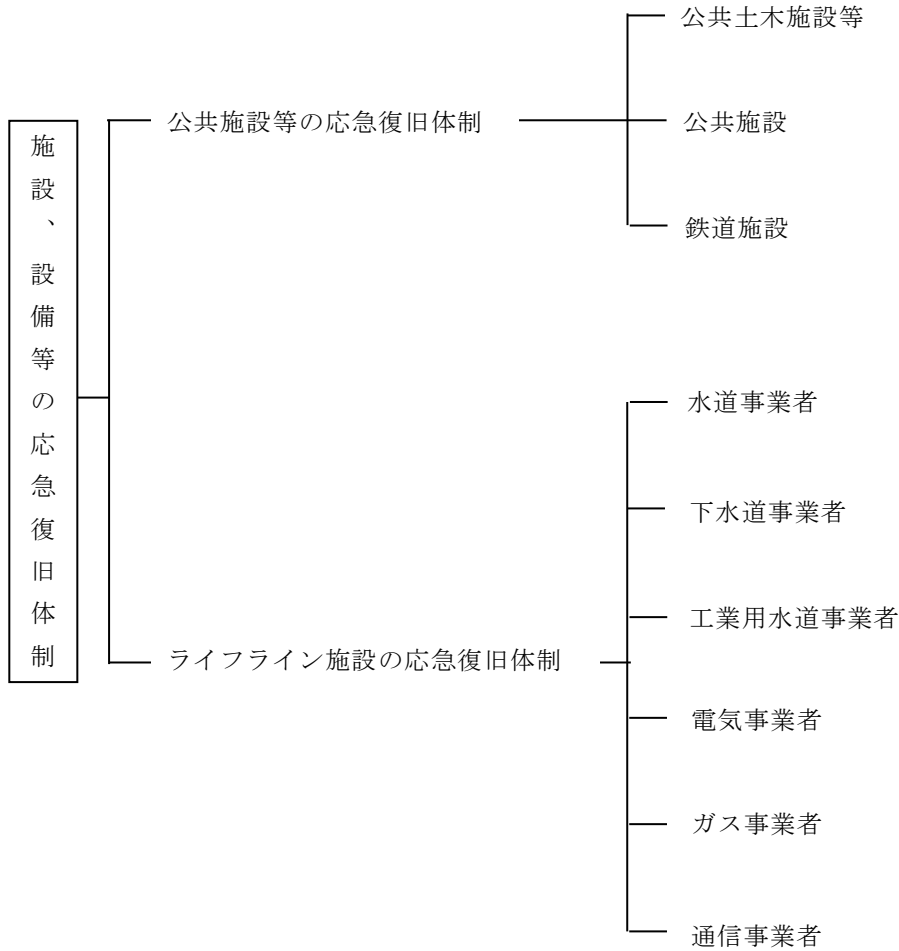 施設、設備等の応急復旧体制
公共施設等の応急復旧体制
公共土木施設等
公共施設
鉄道施設
ライフライン施設の応急復旧体制
水道事業者
下水道事業者
工業用水道事業者
電気事業者
ガス事業者
通信事業者